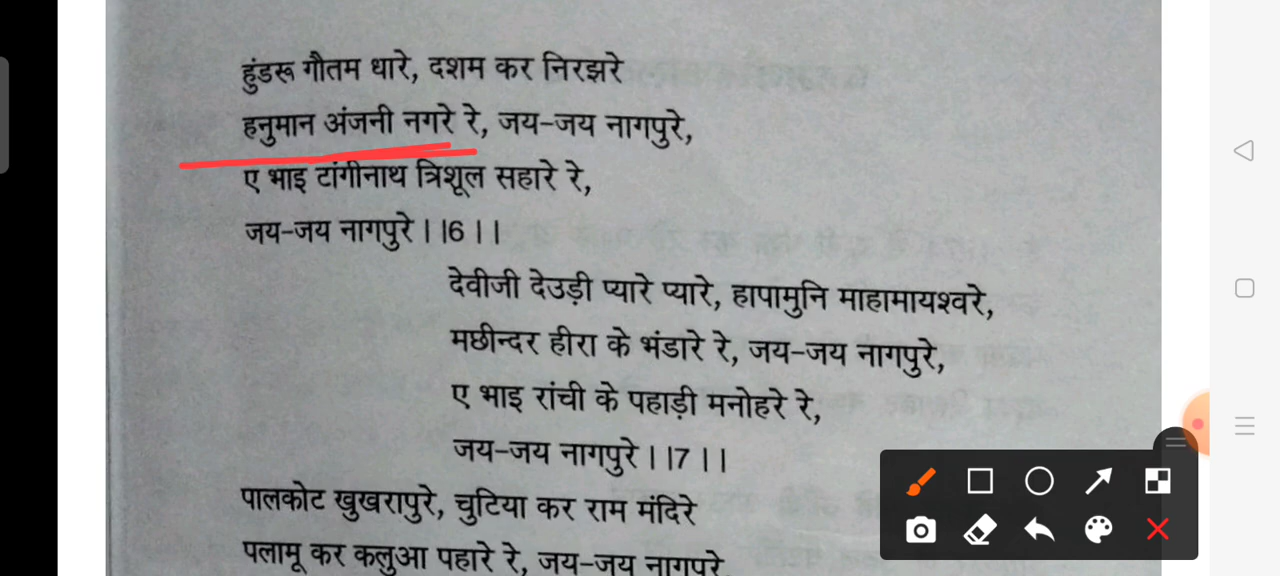 हुंडरू गौतम धारे, दशम कर निरझरे
हनुमान अंजनी नगरे रे, जय-जय नागपुरे,
ए भाइ टांगीनाथ त्रिशूल सहारे रे,
जय-जय नागपुरे।।6।।
देवीजी देउड़ी प्यारे प्यारे, हापामुनि माहामायश्वरे,
मछीन्दर हीरा के भंडारे रे, जय-जय नागपुरे,
ए भाइ रांची के पहाड़ी मनोहरे रे,
जय-जय नागपुरे।।7।।
पालकोट खुखरापुरे, चुटिया कर राम मंदिरे
पलामू कर कलुआ पहारे रे, जय-जय नागपुरे